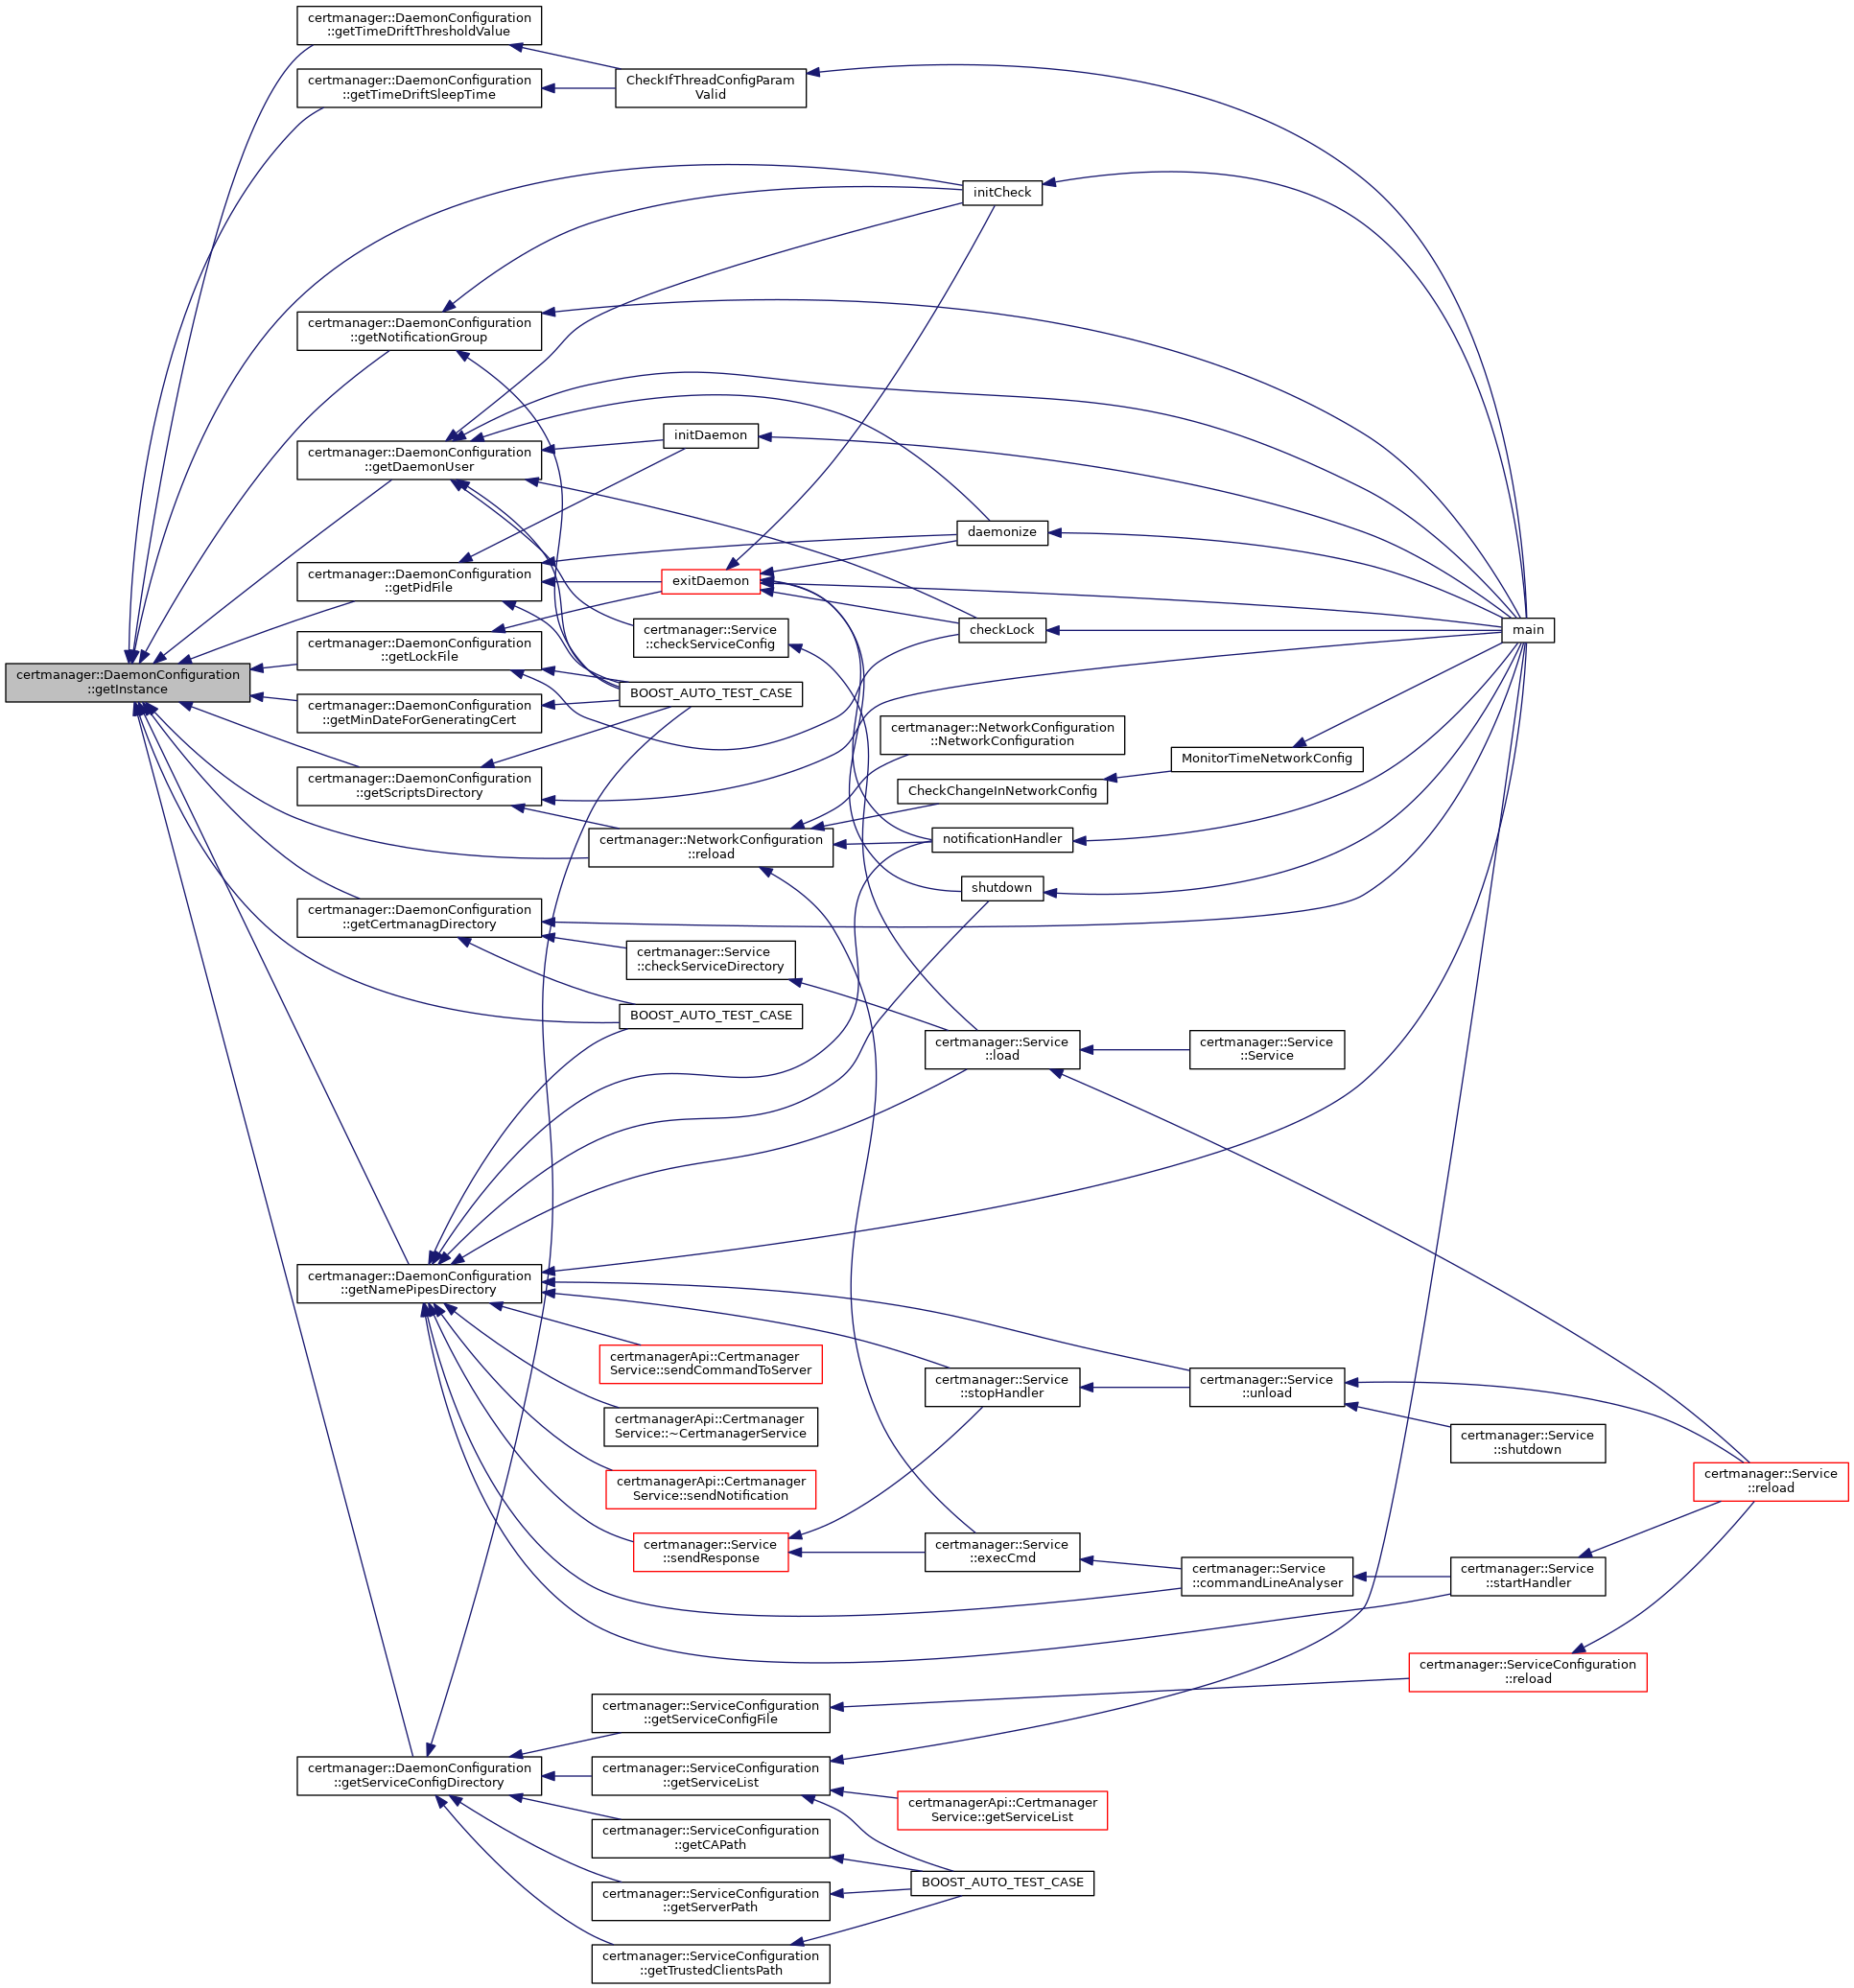 certmanager::DaemonConfiguration
::getTimeDriftThresholdValue
certmanager::DaemonConfiguration
::getTimeDriftSleepTime
CheckIfThreadConfigParam
Valid
initCheck
certmanager::DaemonConfiguration
::getNotificationGroup
certmanager::DaemonConfiguration
::getDaemonUser
initDaemon
daemonize
certmanager::DaemonConfiguration
::getPidFile
exitDaemon
certmanager::Service
::checkServiceConfig
checkLock
main
certmanager::DaemonConfiguration
::getLockFile
certmanager::DaemonConfiguration
::getInstance
BOOST_AUTO_TEST_CASE
certmanager::DaemonConfiguration
::getMinDateForGeneratingCert
certmanager::NetworkConfiguration
::NetworkConfiguration
MonitorTimeNetworkConfig
certmanager::DaemonConfiguration
::getScriptsDirectory
CheckChangeInNetworkConfig
certmanager::NetworkConfiguration
::reload
notificationHandler
shutdown
certmanager::DaemonConfiguration
::getCertmanagDirectory
certmanager::Service
::checkServiceDirectory
BOOST_AUTO_TEST_CASE
certmanager::Service
::load
certmanager::Service
::Service
certmanager::DaemonConfiguration
::getNamePipesDirectory
certmanagerApi::Certmanager
Service::sendCommandToServer
certmanager::Service
::stopHandler
certmanager::Service
::unload
certmanagerApi::Certmanager
Service::~CertmanagerService
certmanager::Service
::shutdown
certmanagerApi::Certmanager
Service::sendNotification
certmanager::Service
::reload
certmanager::Service
::sendResponse
certmanager::Service
::execCmd
certmanager::Service
::commandLineAnalyser
certmanager::Service
::startHandler
certmanager::ServiceConfiguration
::reload
certmanager::ServiceConfiguration
::getServiceConfigFile
certmanager::DaemonConfiguration
::getServiceConfigDirectory
certmanager::ServiceConfiguration
::getServiceList
certmanagerApi::Certmanager
Service::getServiceList
certmanager::ServiceConfiguration
::getCAPath
BOOST_AUTO_TEST_CASE
certmanager::ServiceConfiguration
::getServerPath
certmanager::ServiceConfiguration
::getTrustedClientsPath